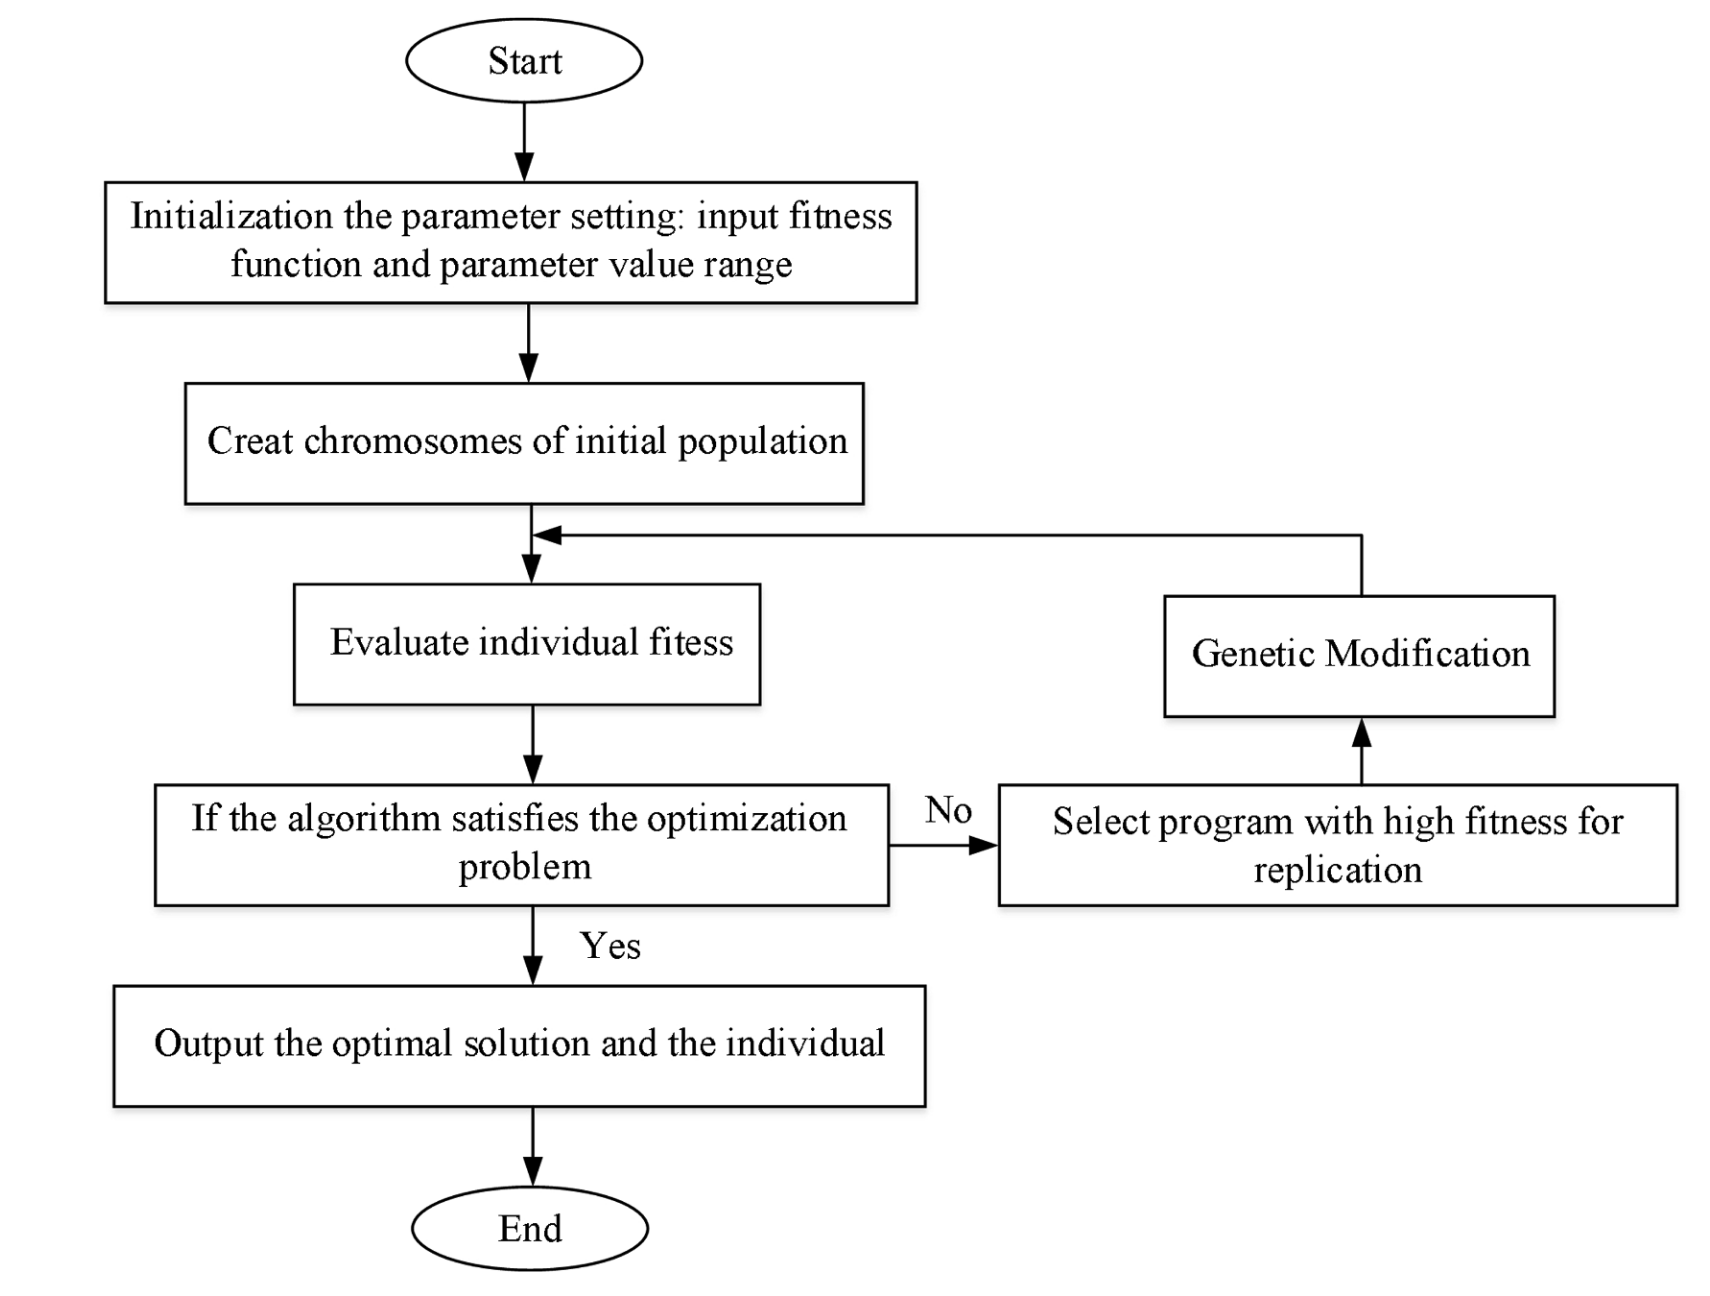 Start
Initialization the parameter setting: input fitness
function and parameter value range
Creat chromosomes of initial population
Evaluate individual fitess
Genetic Modification
If the algorithm satisfies the optimization
problem
No
Select program with high fitness for
replication
Yes
Output the optimal solution and the individual
End